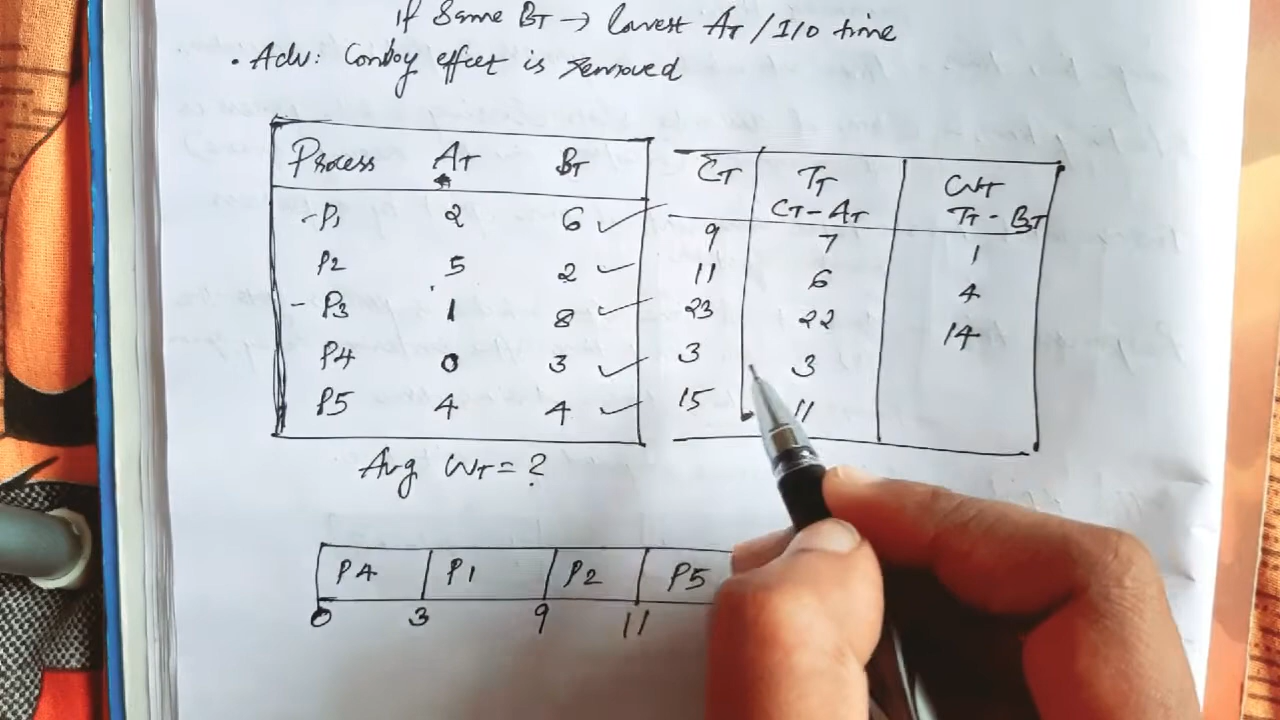 if Same BT → lowest AT / I/O time
• Adv: Convoy effect is removed
Process AT BT CT TT CT-AT WT TT - BT
- P1 2 6 ✓ 9 7 1
P2 5 2 ✓ 11 6 4
- P3 1 8 ✓ 23 22 14
P4 0 3 ✓ 3 3
P5 4 4 ✓ 15 11
Avg WT = ?
P4 P1 P2 P5
0 3 9 11